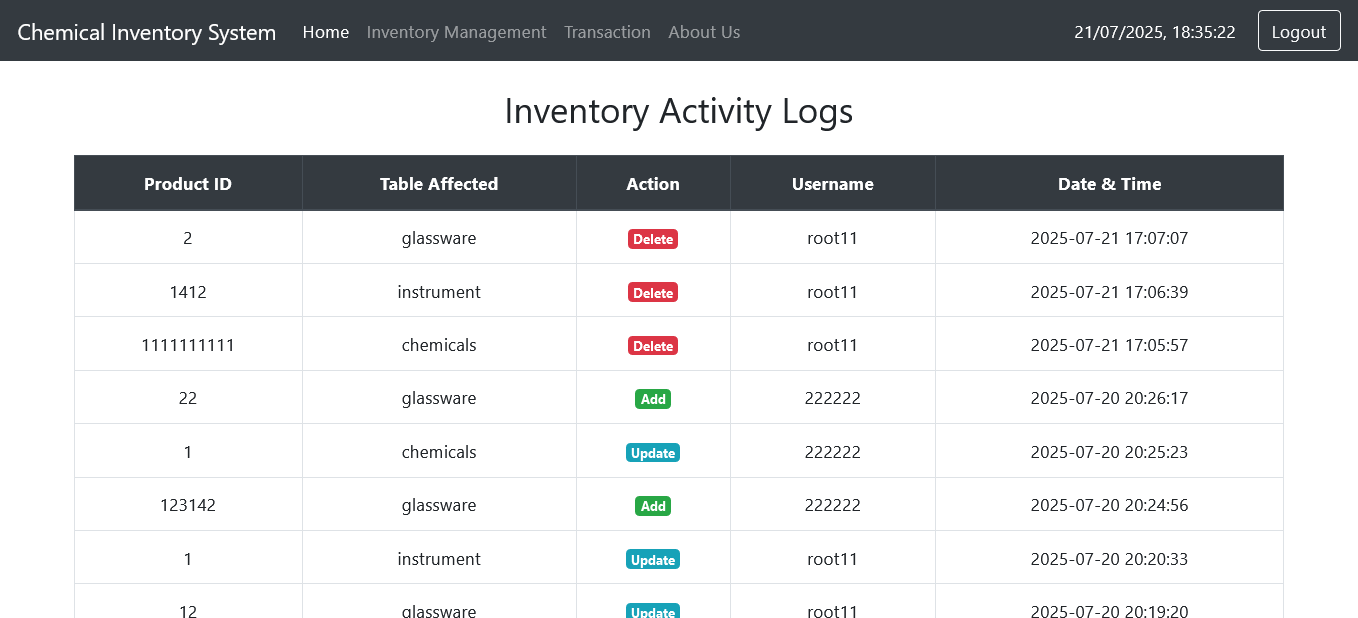 Chemical Inventory System Home Inventory Management Transaction About Us 21/07/2025, 18:35:22 Logout
Inventory Activity Logs
Product ID Table Affected Action Username Date & Time
2 glassware Delete root11 2025-07-21 17:07:07
1412 instrument Delete root11 2025-07-21 17:06:39
1111111111 chemicals Delete root11 2025-07-21 17:05:57
22 glassware Add 222222 2025-07-20 20:26:17
1 chemicals Update 222222 2025-07-20 20:25:23
123142 glassware Add 222222 2025-07-20 20:24:56
1 instrument Update root11 2025-07-20 20:20:33
12 glassware Update root11 2025-07-20 20:19:20